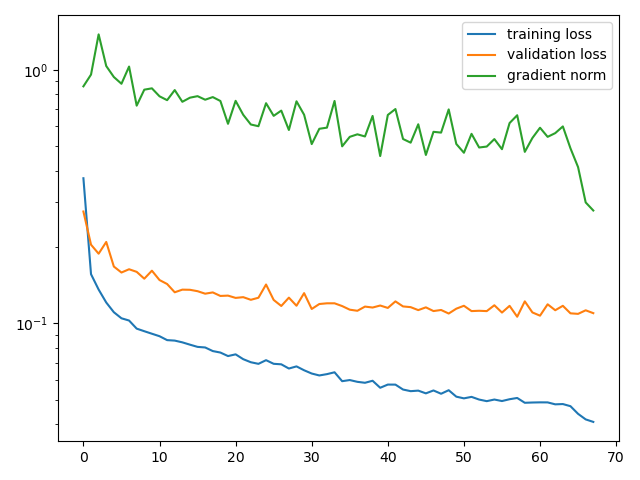 training loss
validation loss
gradient norm
10⁰
10⁻¹
0 10 20 30 40 50 60 70